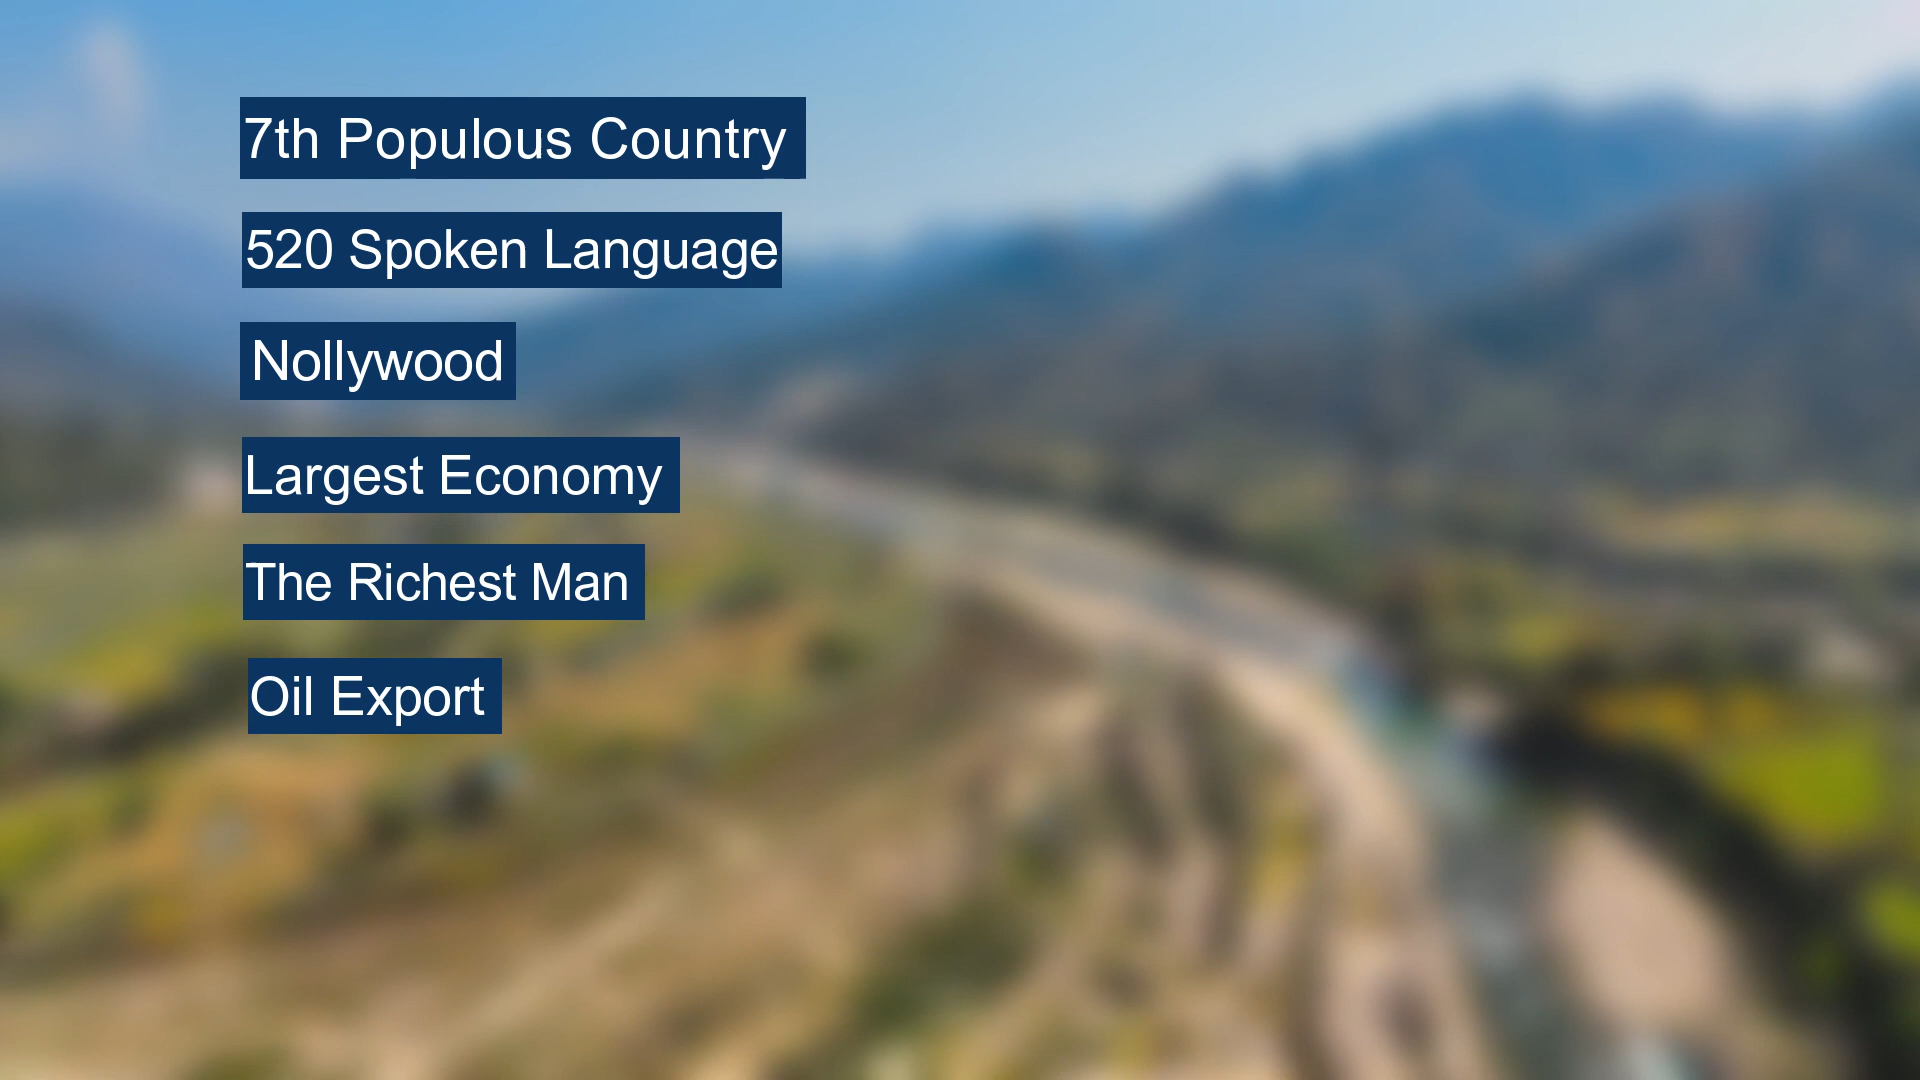 7th Populous Country
520 Spoken Language
Nollywood
Largest Economy
The Richest Man
Oil Export